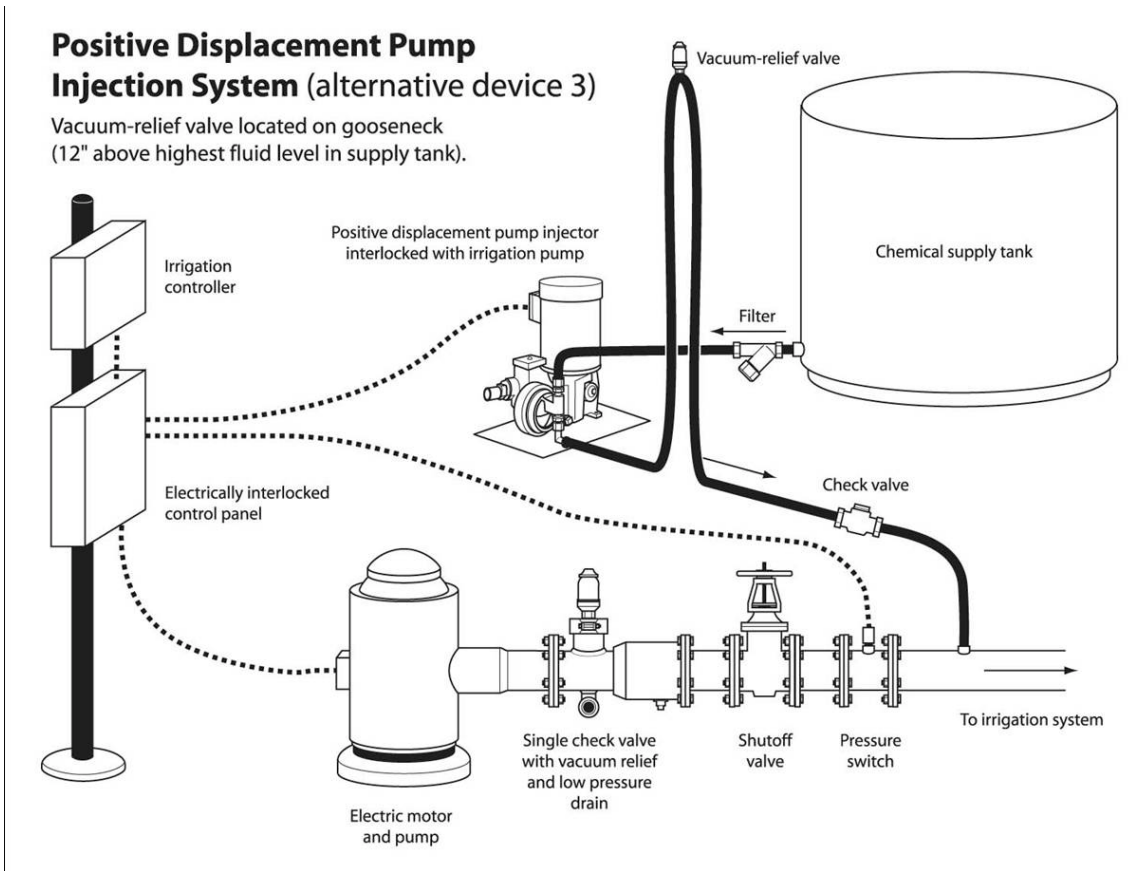 Positive Displacement Pump
Injection System (alternative device 3)
Vacuum-relief valve located on gooseneck
(12" above highest fluid level in supply tank).
Vacuum-relief valve
Positive displacement pump injector
interlocked with irrigation pump
Chemical supply tank
Irrigation
controller
Filter
Electrically interlocked
control panel
Check valve
To irrigation system
Single check valve
with vacuum relief
and low pressure
drain
Shutoff
valve
Pressure
switch
Electric motor
and pump